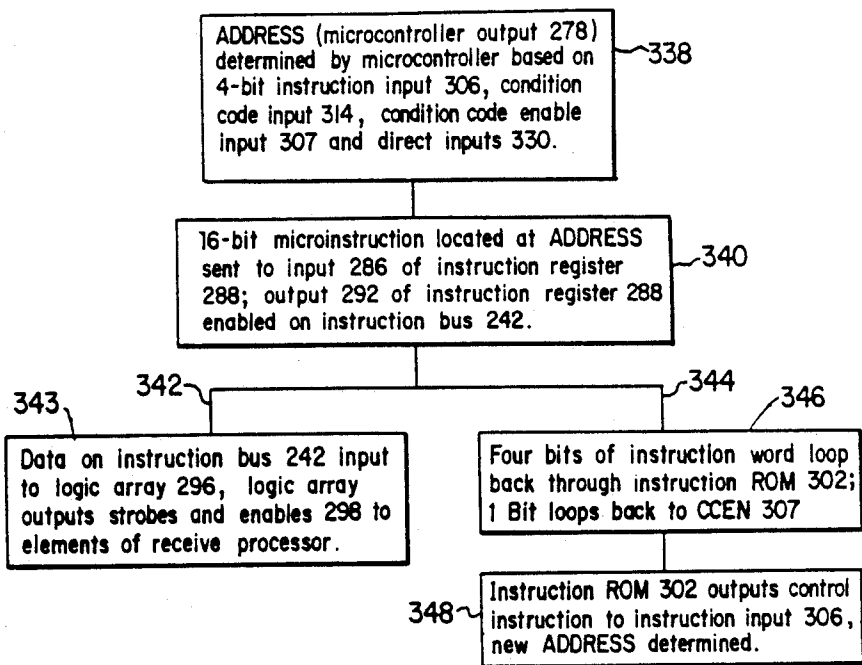 ADDRESS (microcontroller output 278)
determined by microcontroller based on
4-bit instruction input 306, condition
code input 314, condition code enable
input 307 and direct inputs 330.
338
16-bit microinstruction located at ADDRESS
sent to input 286 of instruction register
288; output 292 of instruction register 288
enabled on instruction bus 242.
340
342
344
343
346
Data on instruction bus 242 input
to logic array 296, logic array
outputs strobes and enables 298 to
elements of receive processor.
Four bits of instruction word loop
back through instruction ROM 302;
1 Bit loops back to CCEN 307
348
Instruction ROM 302 outputs control
instruction to instruction input 306,
new ADDRESS determined.